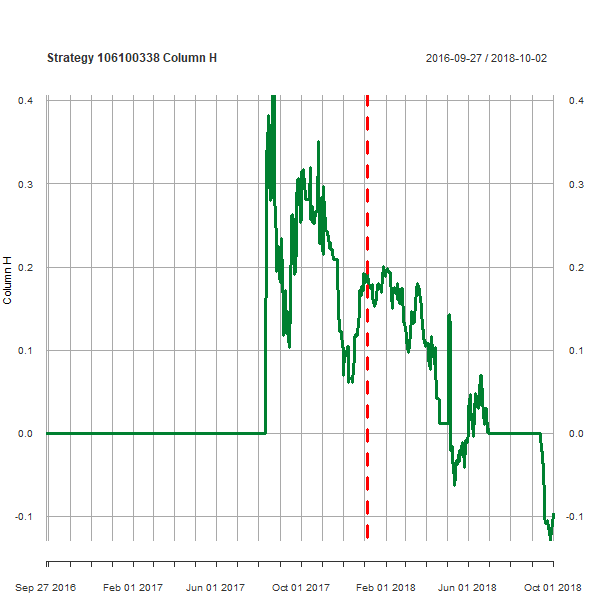 Strategy 106100338 Column H
2016-09-27 / 2018-10-02
0.4
0.4
0.3
0.3
0.2
0.2
Column H
0.1
0.1
0.0
0.0
-0.1
-0.1
Sep 27 2016
Feb 01 2017
Jun 01 2017
Oct 01 2017
Feb 01 2018
Jun 01 2018
Oct 01 2018